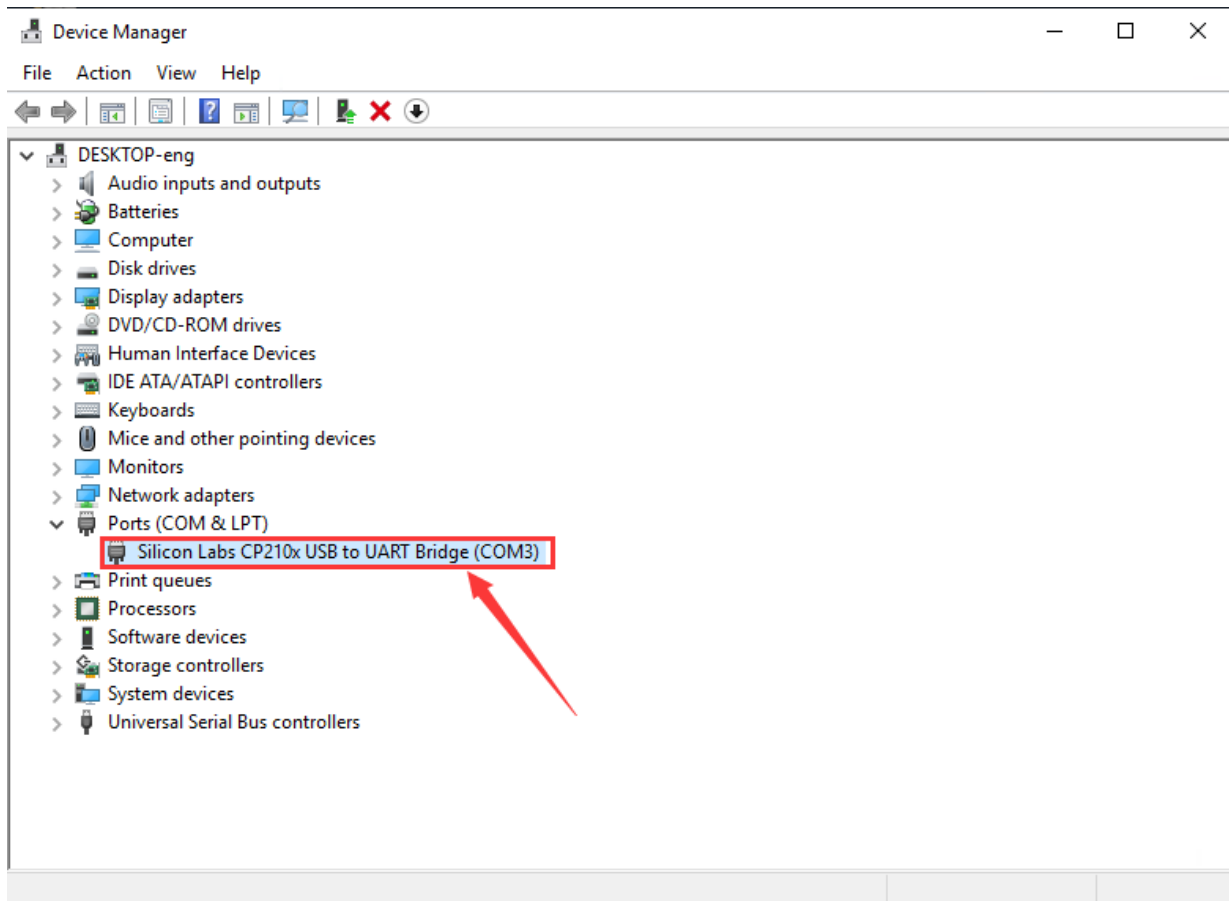 Device Manager
File Action View Help
DESKTOP-eng
Audio inputs and outputs
Batteries
Computer
Disk drives
Display adapters
DVD/CD-ROM drives
Human Interface Devices
IDE ATA/ATAPI controllers
Keyboards
Mice and other pointing devices
Monitors
Network adapters
Ports (COM & LPT)
Silicon Labs CP210x USB to UART Bridge (COM3)
Print queues
Processors
Software devices
Storage controllers
System devices
Universal Serial Bus controllers